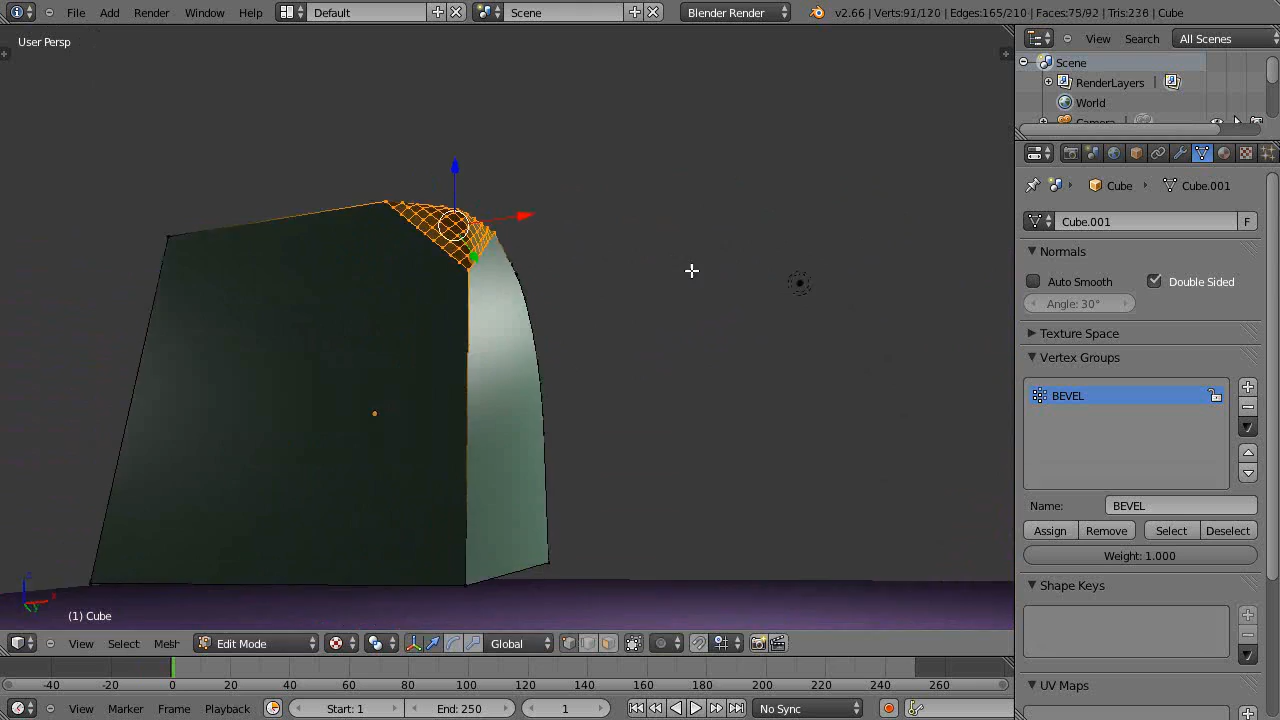 File Add Render Window Help Default Scene Blender Render v2.66 | Verts:91/120 | Edges:165/210 | Faces:75/92 | Tris:236 | Cube
User Persp
View Search All Scenes
Scene
RenderLayers
World
Camera
Cube Cube.001
Cube.001 F
Normals
Auto Smooth Double Sided
Angle: 30°
Texture Space
Vertex Groups
BEVEL
Name: BEVEL
Assign Remove Select Deselect
Weight: 1.000
Shape Keys
UV Maps
z
x
y
(1) Cube
View Select Mesh Edit Mode Global
-40 -20 0 20 40 60 80 100 120 140 160 180 200 220 240 260
View Marker Frame Playback Start: 1 End: 250 1 No Sync